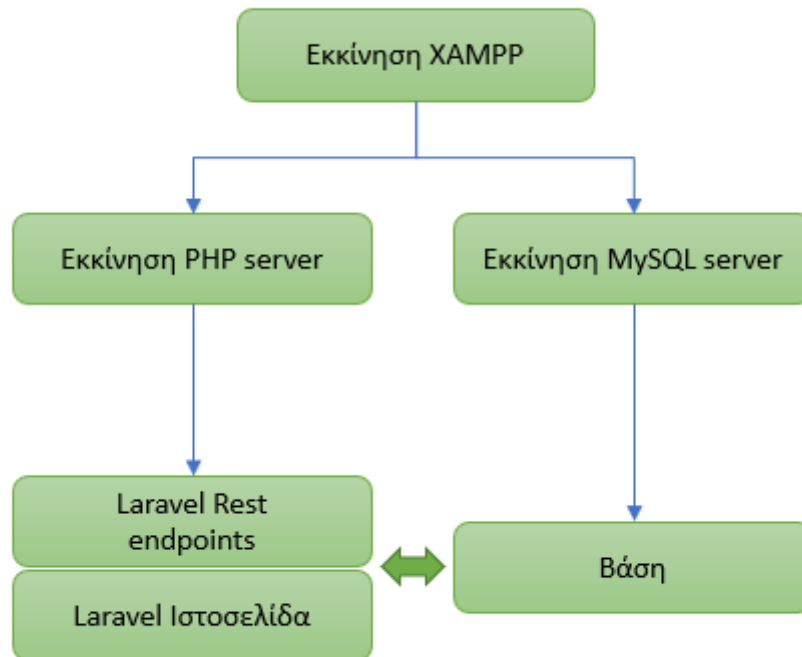 Εκκίνηση XAMPP
Εκκίνηση PHP server
Εκκίνηση MySQL server
Laravel Rest
endpoints
Laravel Ιστοσελίδα
Βάση